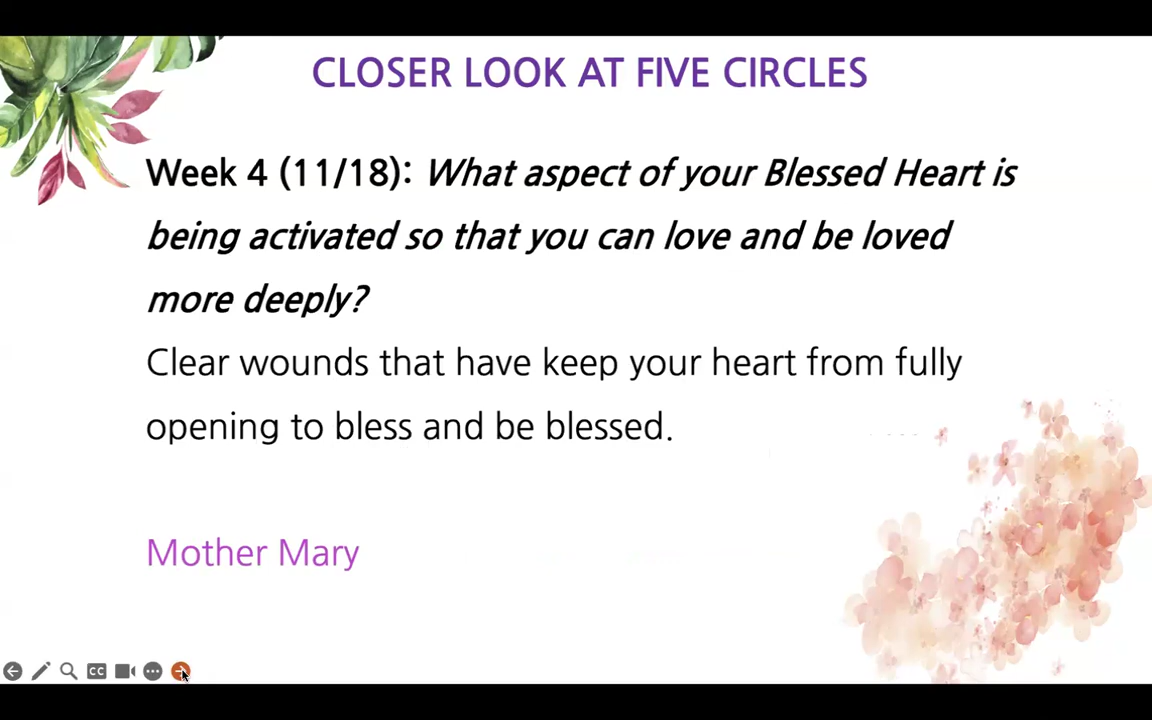 CLOSER LOOK AT FIVE CIRCLES
Week 4 (11/18): What aspect of your Blessed Heart is
being activated so that you can love and be loved
more deeply?
Clear wounds that have keep your heart from fully
opening to bless and be blessed.
Mother Mary
CC